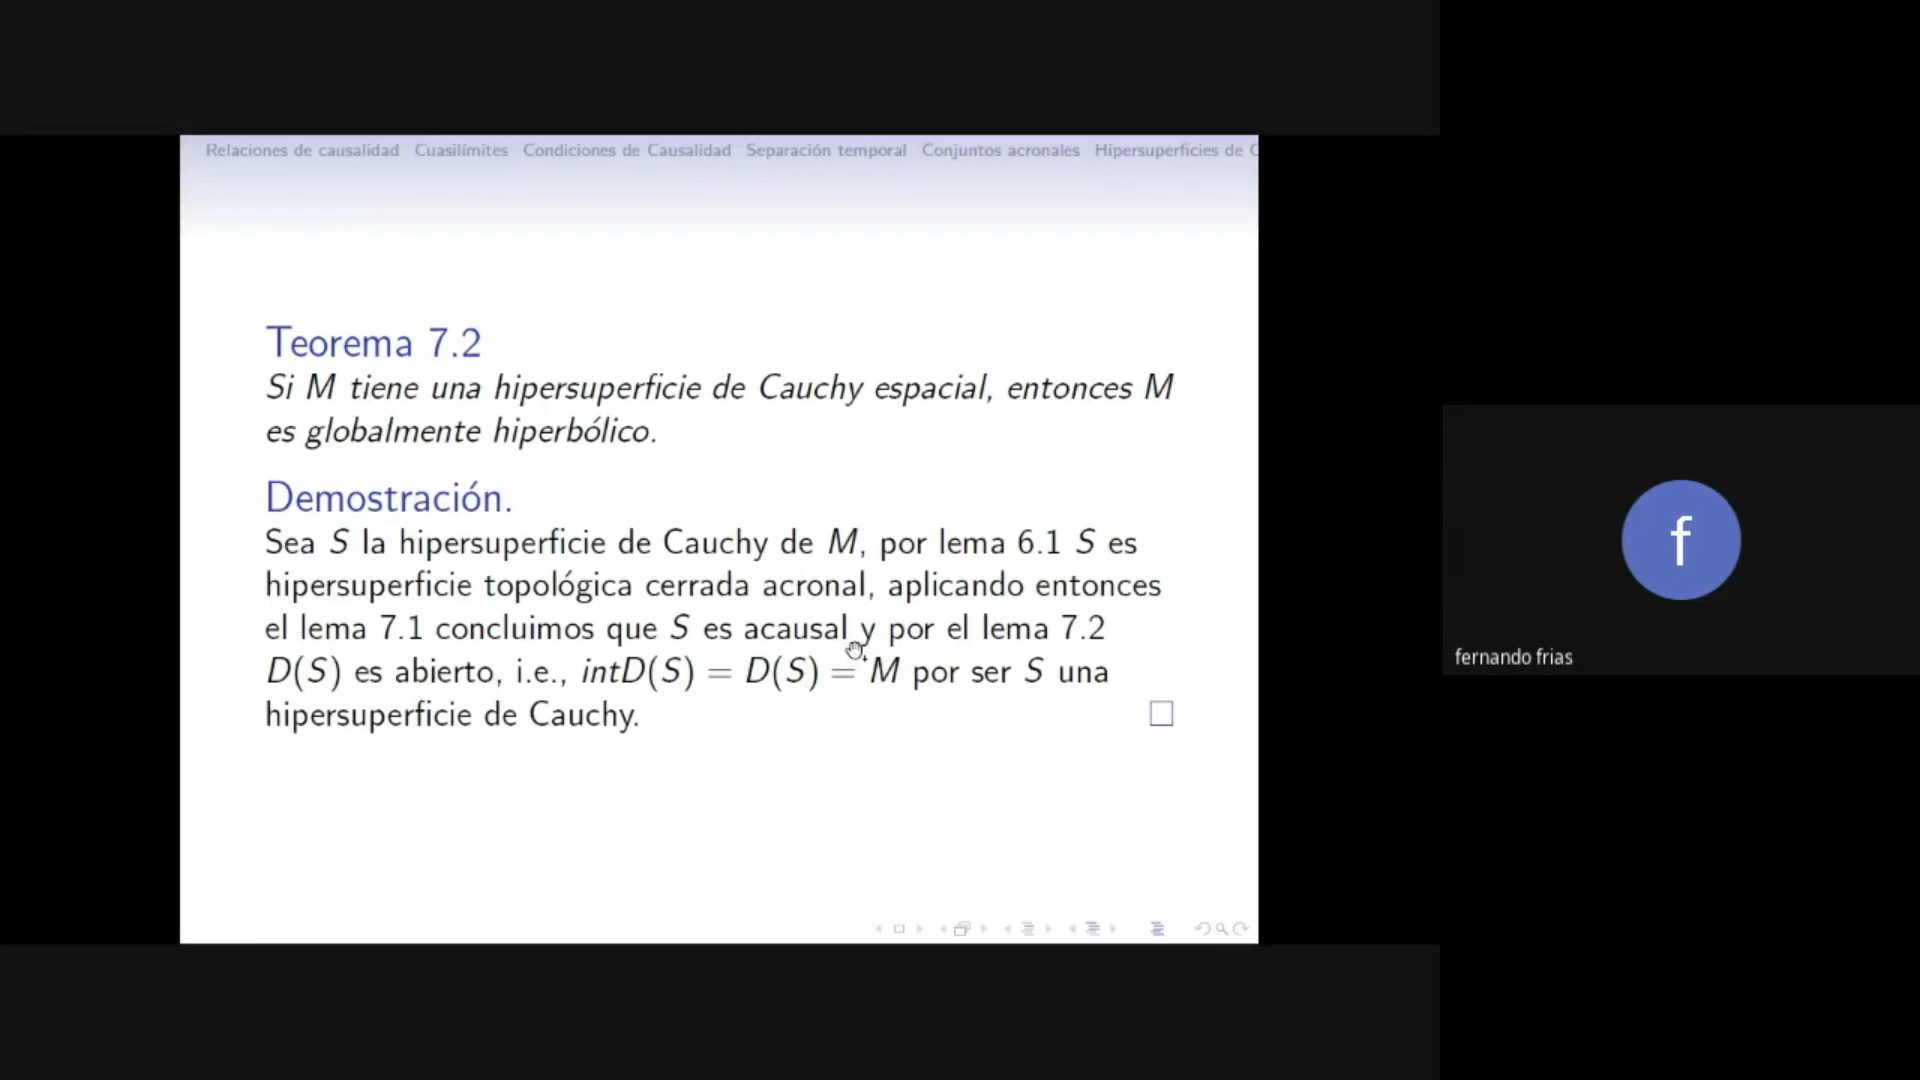 Relaciones de causalidad Cuasilímites Condiciones de Causalidad Separación temporal Conjuntos acronales Hipersuperficies de C
Teorema 7.2
Si M tiene una hipersuperficie de Cauchy espacial, entonces M
es globalmente hiperbólico.
Demostración.
Sea S la hipersuperficie de Cauchy de M, por lema 6.1 S es
hipersuperficie topológica cerrada acronal, aplicando entonces
el lema 7.1 concluimos que S es acausal y por el lema 7.2
D(S) es abierto, i.e., intD(S) = D(S) = M por ser S una
hipersuperficie de Cauchy.
f
fernando frias